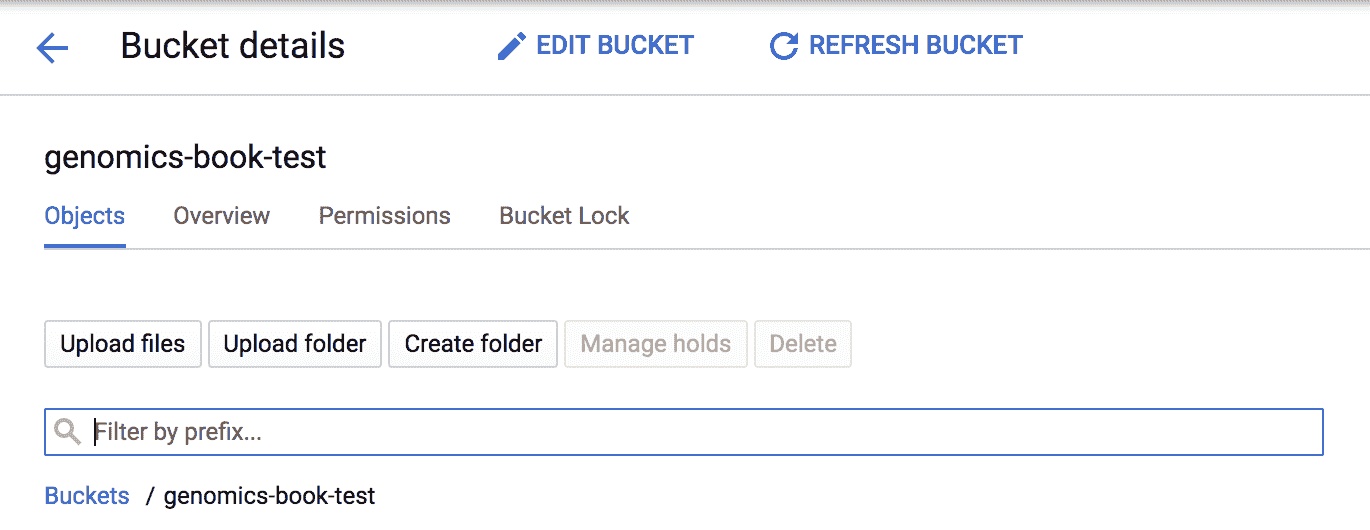 Bucket details EDIT BUCKET REFRESH BUCKET
genomics-book-test
Objects Overview Permissions Bucket Lock
Upload files Upload folder Create folder Manage holds Delete
Filter by prefix...
Buckets / genomics-book-test